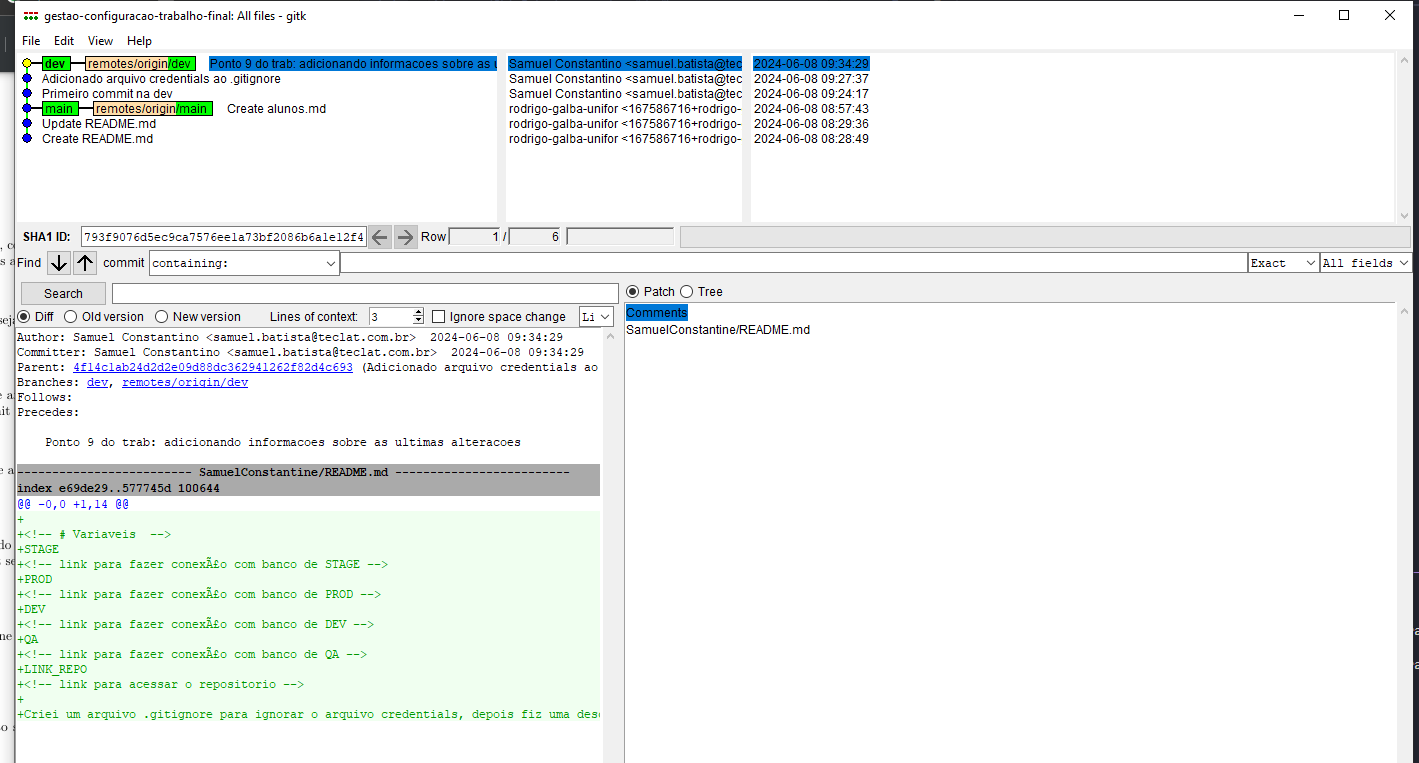 gestao-configuracao-trabalho-final: All files - gitk
File Edit View Help
dev remotes/origin/dev Ponto 9 do trab: adicionando informacoes sobre as u Samuel Constantino <samuel.batista@tec 2024-06-08 09:34:29
Adicionado arquivo credentials ao .gitignore Samuel Constantino <samuel.batista@tec 2024-06-08 09:27:37
Primeiro commit na dev Samuel Constantino <samuel.batista@tec 2024-06-08 09:24:17
main remotes/origin/main Create alunos.md rodrigo-galba-unifor <167586716+rodrigo- 2024-06-08 08:57:43
Update README.md rodrigo-galba-unifor <167586716+rodrigo- 2024-06-08 08:29:36
Create README.md rodrigo-galba-unifor <167586716+rodrigo- 2024-06-08 08:28:49
SHA1 ID: 793f9076d5ec9ca7576ee1a73bf2086b6a1e12f4 Row 1 / 6
Find commit containing: Exact All fields
Search Patch Tree
Diff Old version New version Lines of context: 3 Ignore space change Li
Comments
SamuelConstantine/README.md
Author: Samuel Constantino <samuel.batista@teclat.com.br> 2024-06-08 09:34:29
Committer: Samuel Constantino <samuel.batista@teclat.com.br> 2024-06-08 09:34:29
Parent: 4f14c1ab24d2d2e09d88dc362941262f82d4c693 (Adicionado arquivo credentials ao
Branches: dev, remotes/origin/dev
Follows:
Precedes:
Ponto 9 do trab: adicionando informacoes sobre as ultimas alteracoes
------------------------- SamuelConstantine/README.md -------------------------
index e69de29..577745d 100644
@@ -0,0 +1,14 @@
+
+<!-- # Variaveis  -->
+STAGE
+<!-- link para fazer conexÃ£o com banco de STAGE -->
+PROD
+<!-- link para fazer conexÃ£o com banco de PROD -->
+DEV
+<!-- link para fazer conexÃ£o com banco de DEV -->
+QA
+<!-- link para fazer conexÃ£o com banco de QA -->
+LINK_REPO
+<!-- link para acessar o repositorio -->
+
+Criei um arquivo .gitignore para ignorar o arquivo credentials, depois fiz uma des